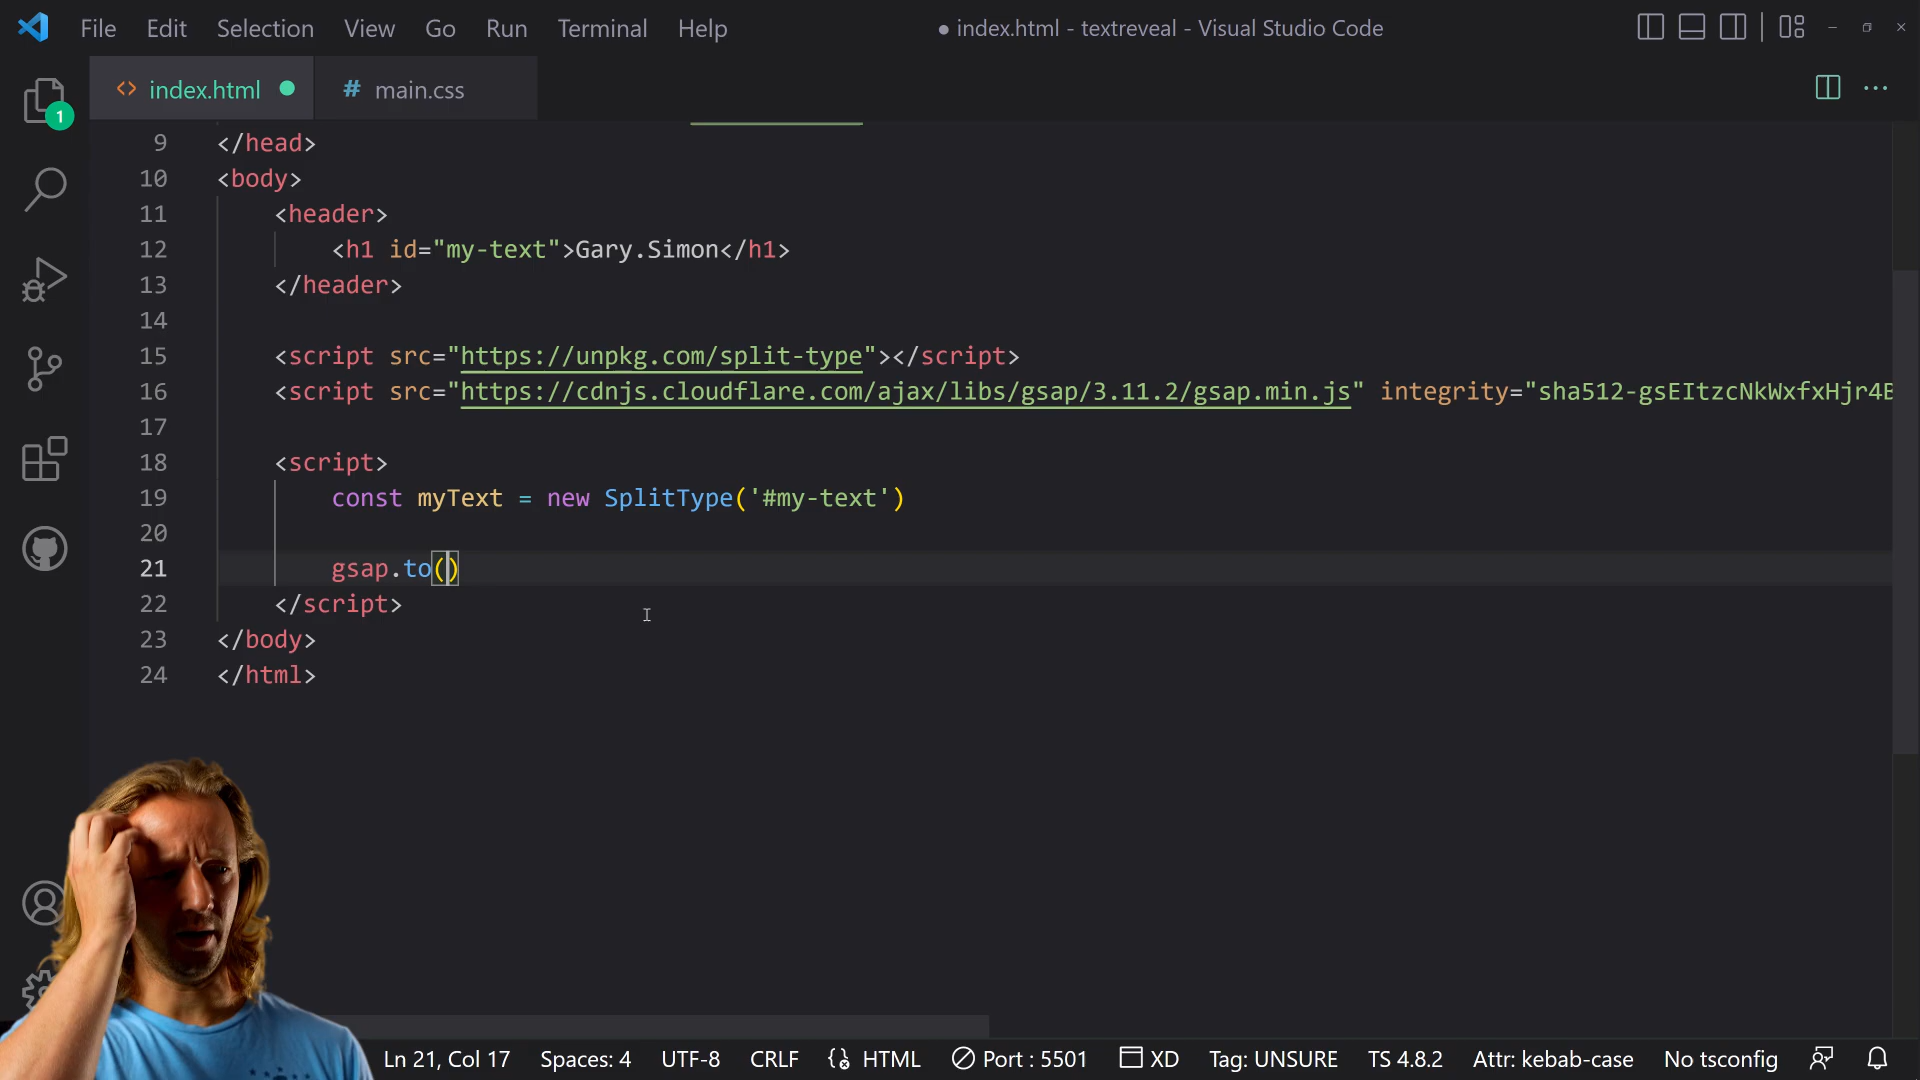 File Edit Selection View Go Run Terminal Help
● index.html - textreveal - Visual Studio Code
<> index.html
# main.css
1
9 </head>
10 <body>
11 <header>
12 <h1 id="my-text">Gary.Simon</h1>
13 </header>
14
15 <script src="https://unpkg.com/split-type"></script>
16 <script src="https://cdnjs.cloudflare.com/ajax/libs/gsap/3.11.2/gsap.min.js" integrity="sha512-gsEItzcNkWxfxHjr4B
17
18 <script>
19 const myText = new SplitType('#my-text')
20
21 gsap.to()
22 </script>
23 </body>
24 </html>
Ln 21, Col 17 Spaces: 4 UTF-8 CRLF HTML Port : 5501 XD Tag: UNSURE TS 4.8.2 Attr: kebab-case No tsconfig